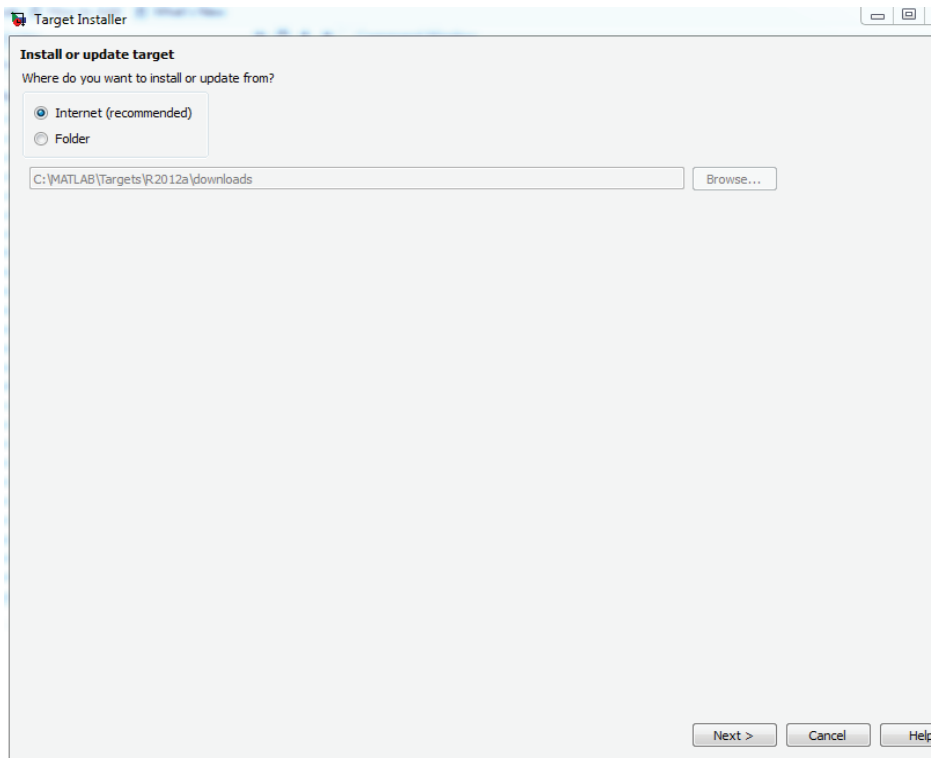 Target Installer
Install or update target
Where do you want to install or update from?
Internet (recommended)
Folder
C:\MATLAB\Targets\R2012a\downloads
Browse...
Next >
Cancel
Help